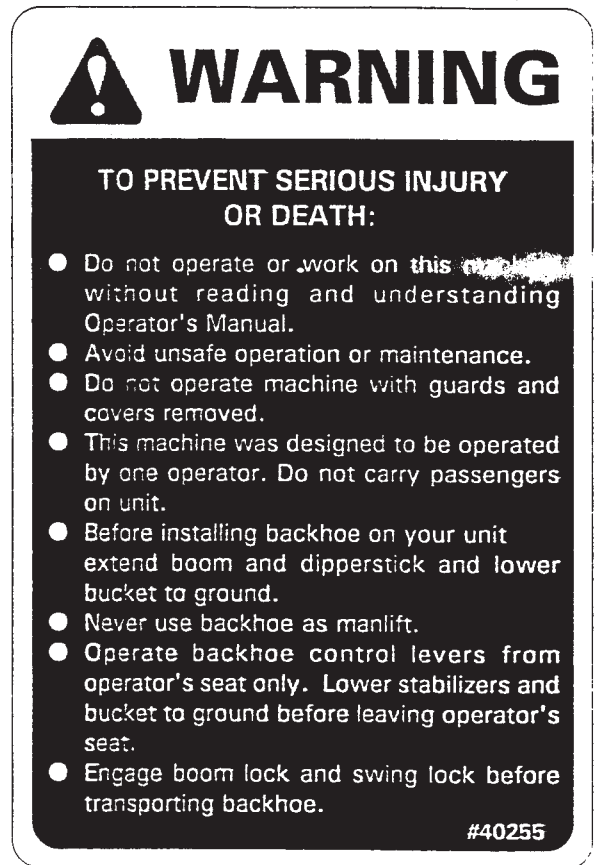 WARNING
TO PREVENT SERIOUS INJURY
OR DEATH:
● Do not operate or work on this
without reading and understanding
Operator's Manual.
● Avoid unsafe operation or maintenance.
● Do not operate machine with guards and
covers removed.
● This machine was designed to be operated
by one operator. Do not carry passengers
on unit.
● Before installing backhoe on your unit
extend boom and dipperstick and lower
bucket to ground.
● Never use backhoe as manlift.
● Operate backhoe control levers from
operator's seat only. Lower stabilizers and
bucket to ground before leaving operator's
seat.
● Engage boom lock and swing lock before
transporting backhoe.
#40255